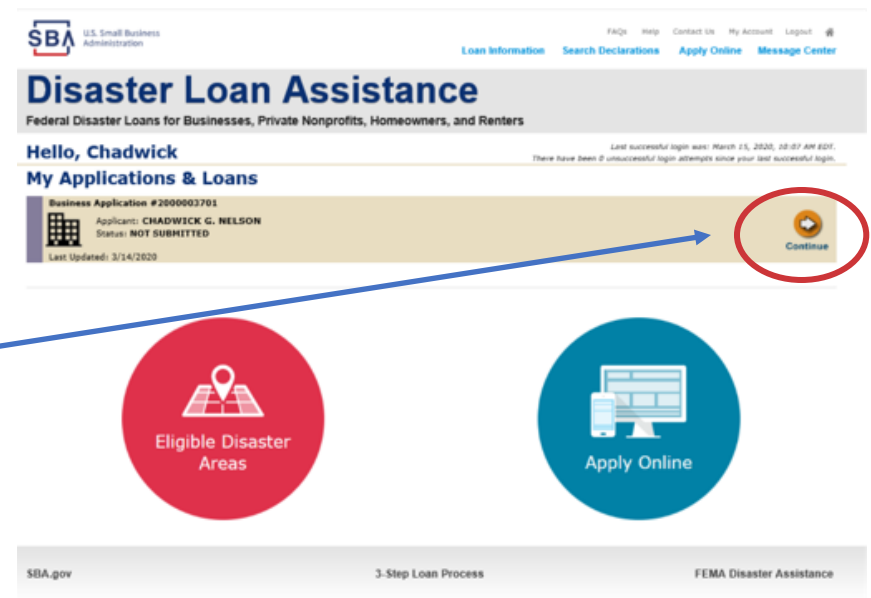 SBA U.S. Small Business
Administration
FAQs Help Contact Us My Account Logout
Loan Information Search Declarations Apply Online Message Center
Disaster Loan Assistance
Federal Disaster Loans for Businesses, Private Nonprofits, Homeowners, and Renters
Hello, Chadwick
Last successful login was: March 15, 2020, 10:07 AM EDT.
There have been 0 unsuccessful login attempts since your last successful login.
My Applications & Loans
Business Application #2000003701
Applicant: CHADWICK G. NELSON
Status: NOT SUBMITTED
Continue
Last Updated: 3/14/2020
Eligible Disaster
Areas
Apply Online
SBA.gov 3-Step Loan Process FEMA Disaster Assistance